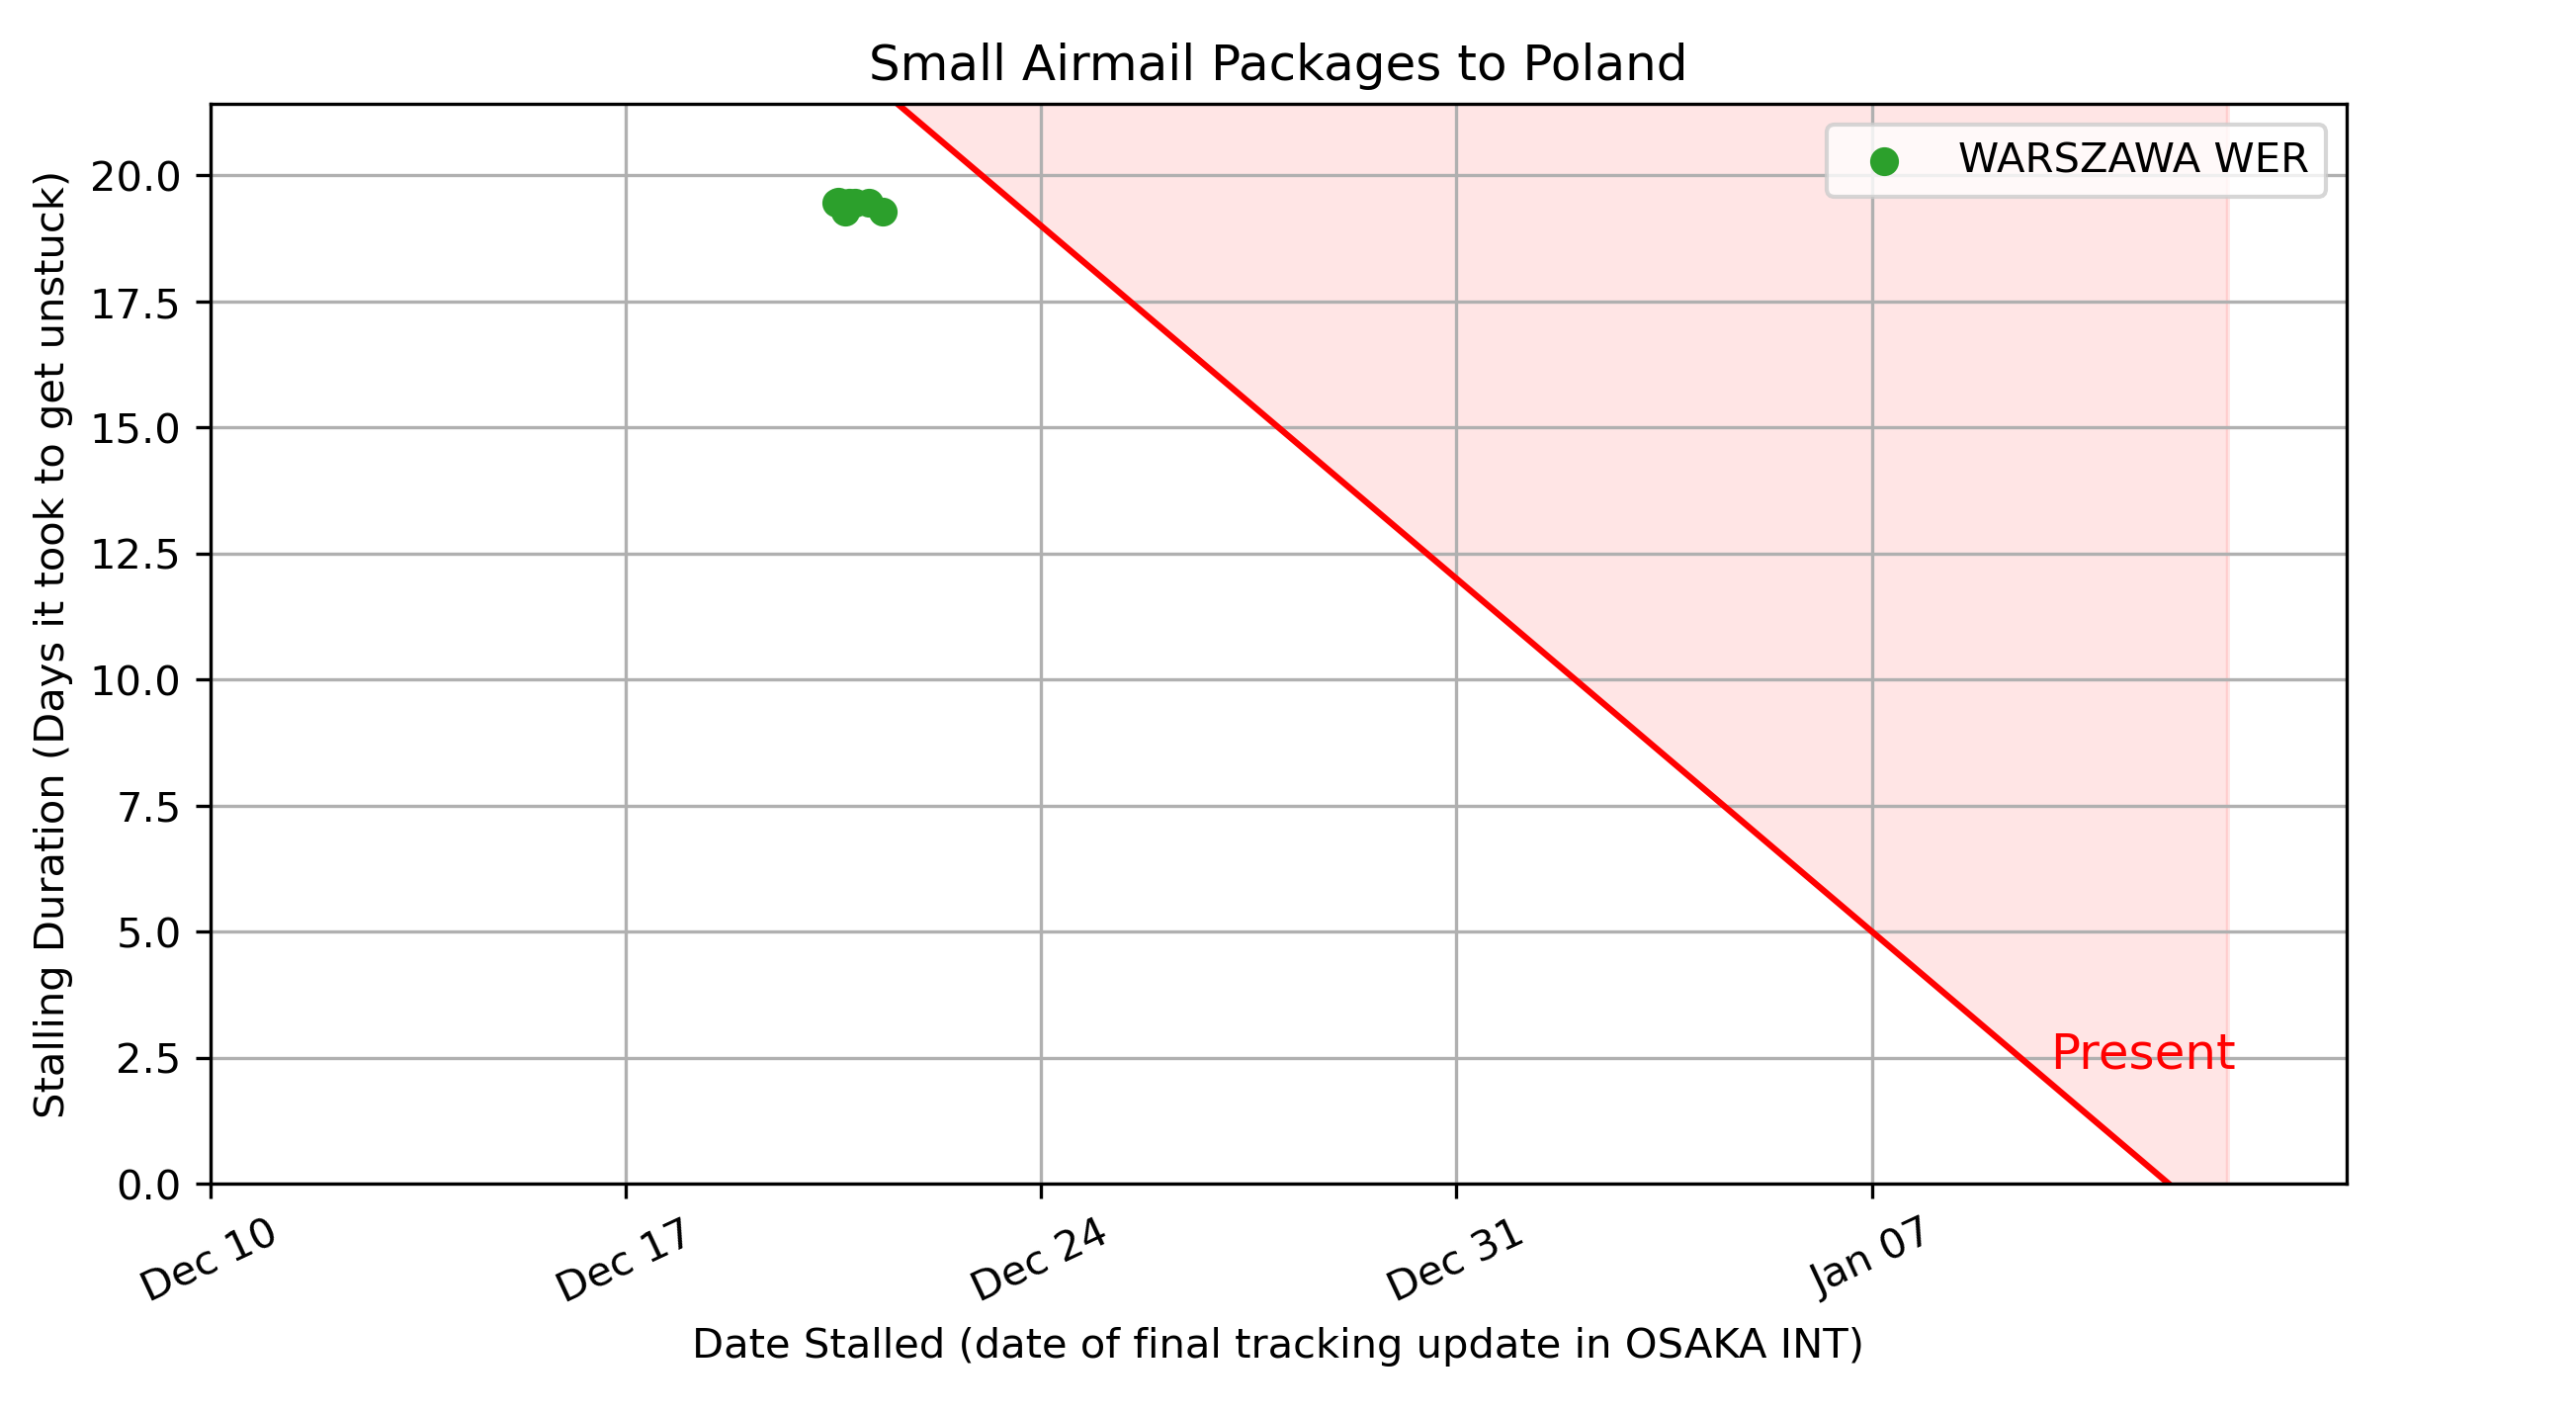 Small Airmail Packages to Poland
WARSZAWA WER
Stalling Duration (Days it took to get unstuck)
20.0
17.5
15.0
12.5
10.0
7.5
5.0
2.5
0.0
Present
Dec 10
Dec 17
Dec 24
Dec 31
Jan 07
Date Stalled (date of final tracking update in OSAKA INT)